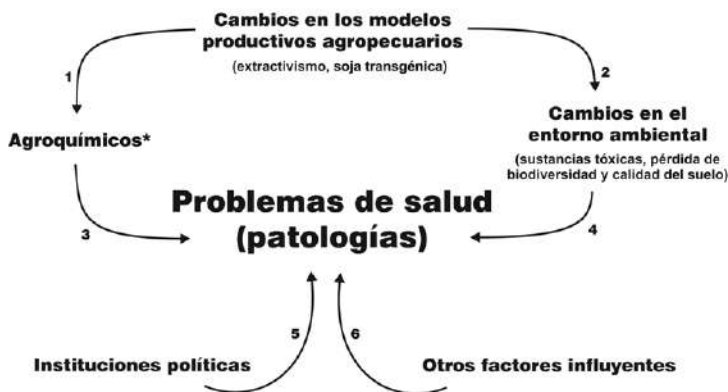 Cambios en los modelos
productivos agropecuarios
(extractivismo, soja transgénica)
1
2
Agroquímicos*
Cambios en el
entorno ambiental
(sustancias tóxicas, pérdida de
biodiversidad y calidad del suelo)
Problemas de salud
(patologías)
3
4
5
6
Instituciones políticas
Otros factores influyentes